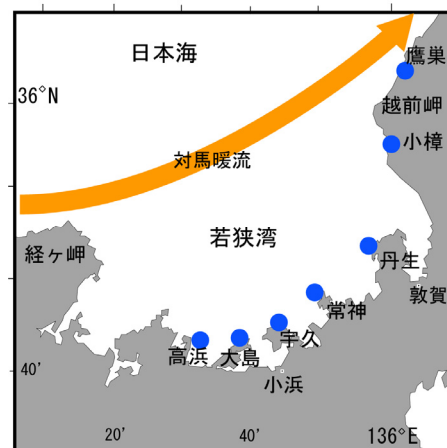 日本海
鷹巣
36°N
越前岬
小樟
対馬暖流
若狭湾
経ヶ岬
丹生
敦賀
常神
宇久
高浜
大島
小浜
40'
20'
40'
136°E